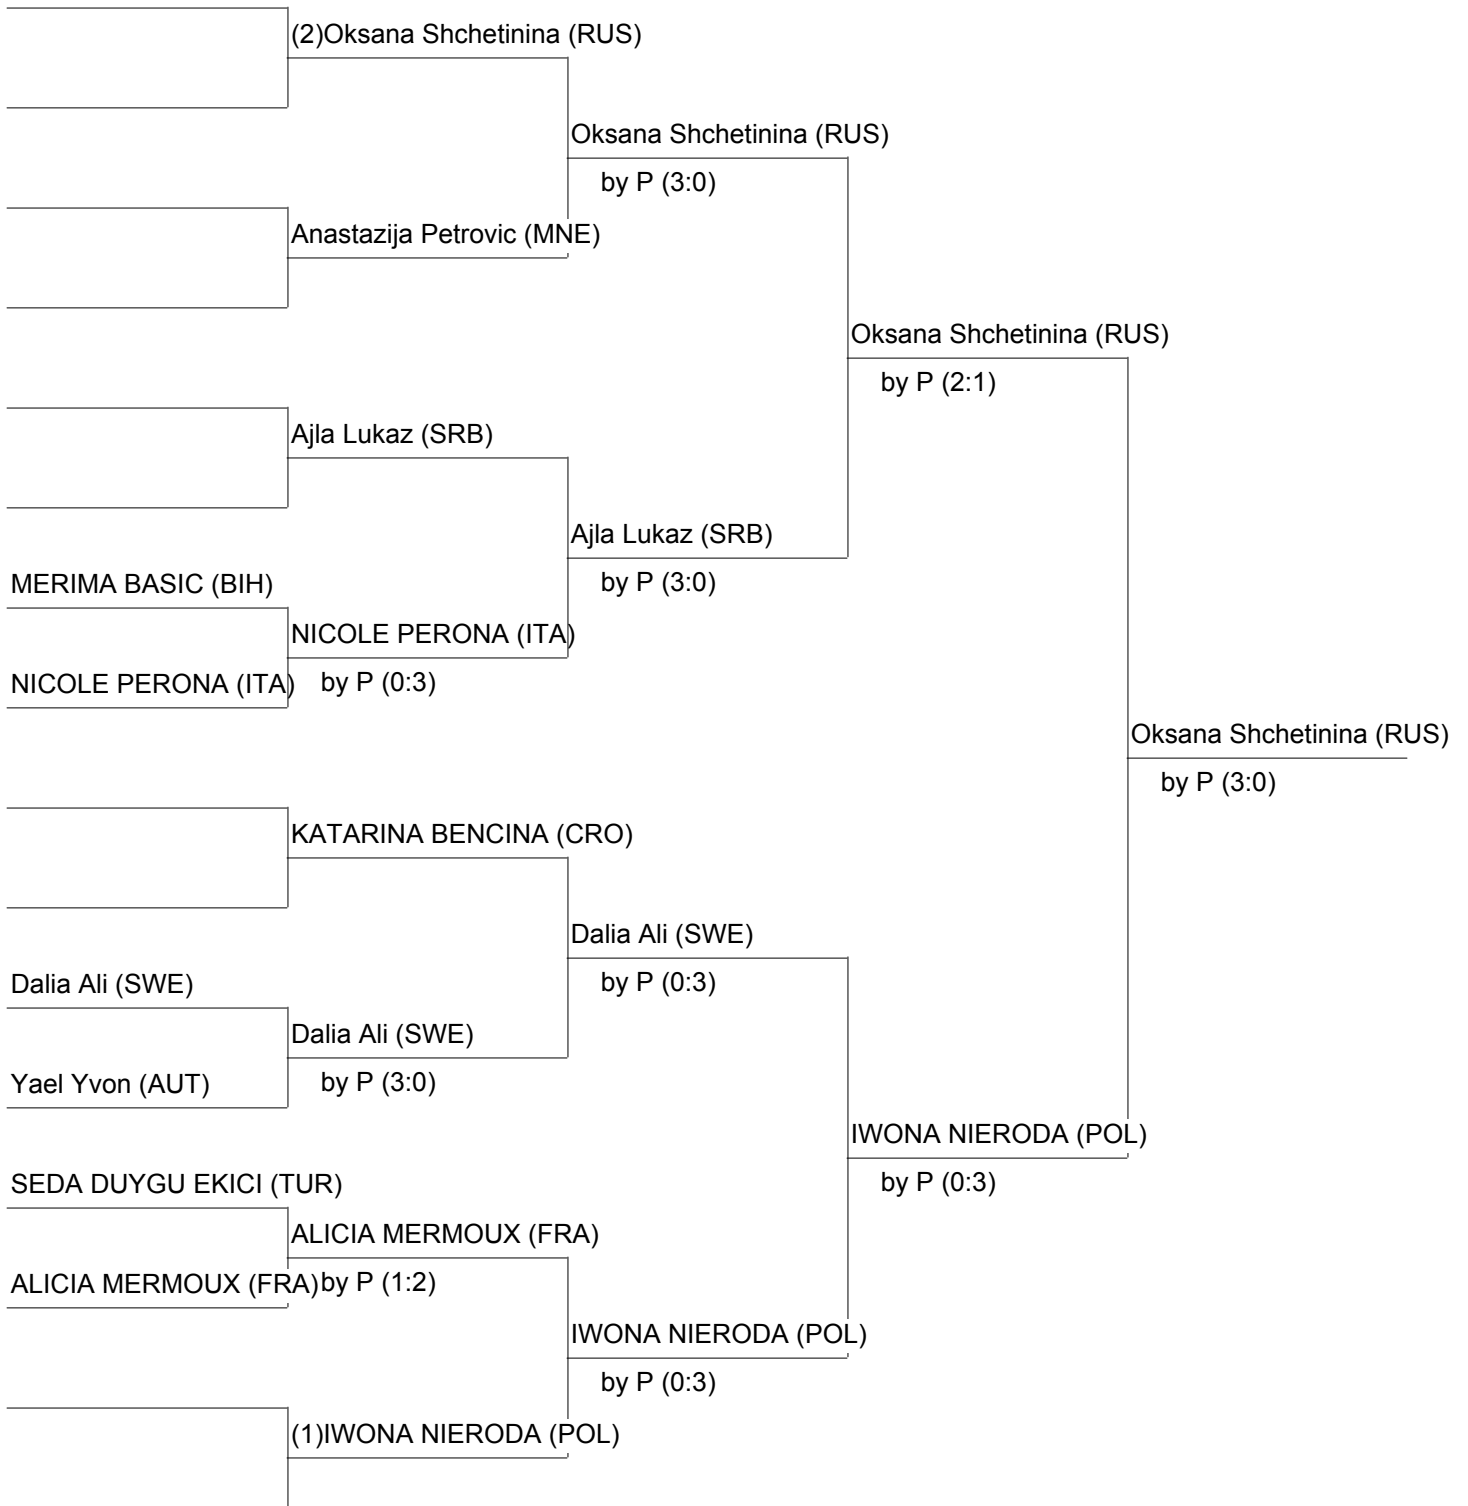 (2)Oksana Shchetinina (RUS)
Oksana Shchetinina (RUS)
by P (3:0)
Anastazija Petrovic (MNE)
Oksana Shchetinina (RUS)
by P (2:1)
Ajla Lukaz (SRB)
Ajla Lukaz (SRB)
by P (3:0)
MERIMA BASIC (BIH)
NICOLE PERONA (ITA)
NICOLE PERONA (ITA)
by P (0:3)
Oksana Shchetinina (RUS)
by P (3:0)
KATARINA BENCINA (CRO)
Dalia Ali (SWE)
by P (0:3)
Dalia Ali (SWE)
Dalia Ali (SWE)
by P (3:0)
Yael Yvon (AUT)
IWONA NIERODA (POL)
by P (0:3)
SEDA DUYGU EKICI (TUR)
ALICIA MERMOUX (FRA)
ALICIA MERMOUX (FRA)
by P (1:2)
IWONA NIERODA (POL)
by P (0:3)
(1)IWONA NIERODA (POL)